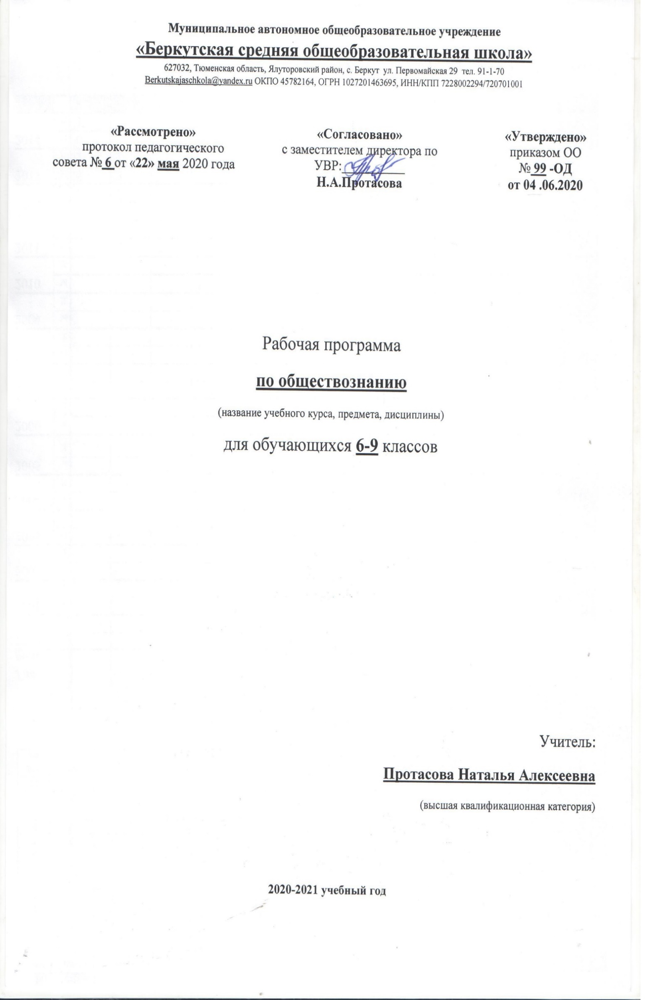 Муниципальное автономное общеобразовательное учреждение
«Беркутская средняя общеобразовательная школа»
627032, Тюменская область, Ялуторовский район, с. Беркут ул. Первомайская 29 тел. 91-1-70
Berkutskajaschkola@yandex.ru ОКПО 45782164, ОГРН 1027201463695, ИНН/КПП 7228002294/720701001
«Рассмотрено»
протокол педагогического
совета № 6 от «22» мая 2020 года
«Согласовано»
с заместителем директора по
УВР:
Н.А.Протасова
«Утверждено»
приказом ОО
№ 99 -ОД
от 04 .06.2020
Рабочая программа
по обществознанию
(название учебного курса, предмета, дисциплины)
для обучающихся 6-9 классов
Учитель:
Протасова Наталья Алексеевна
(высшая квалификационная категория)
2020-2021 учебный год